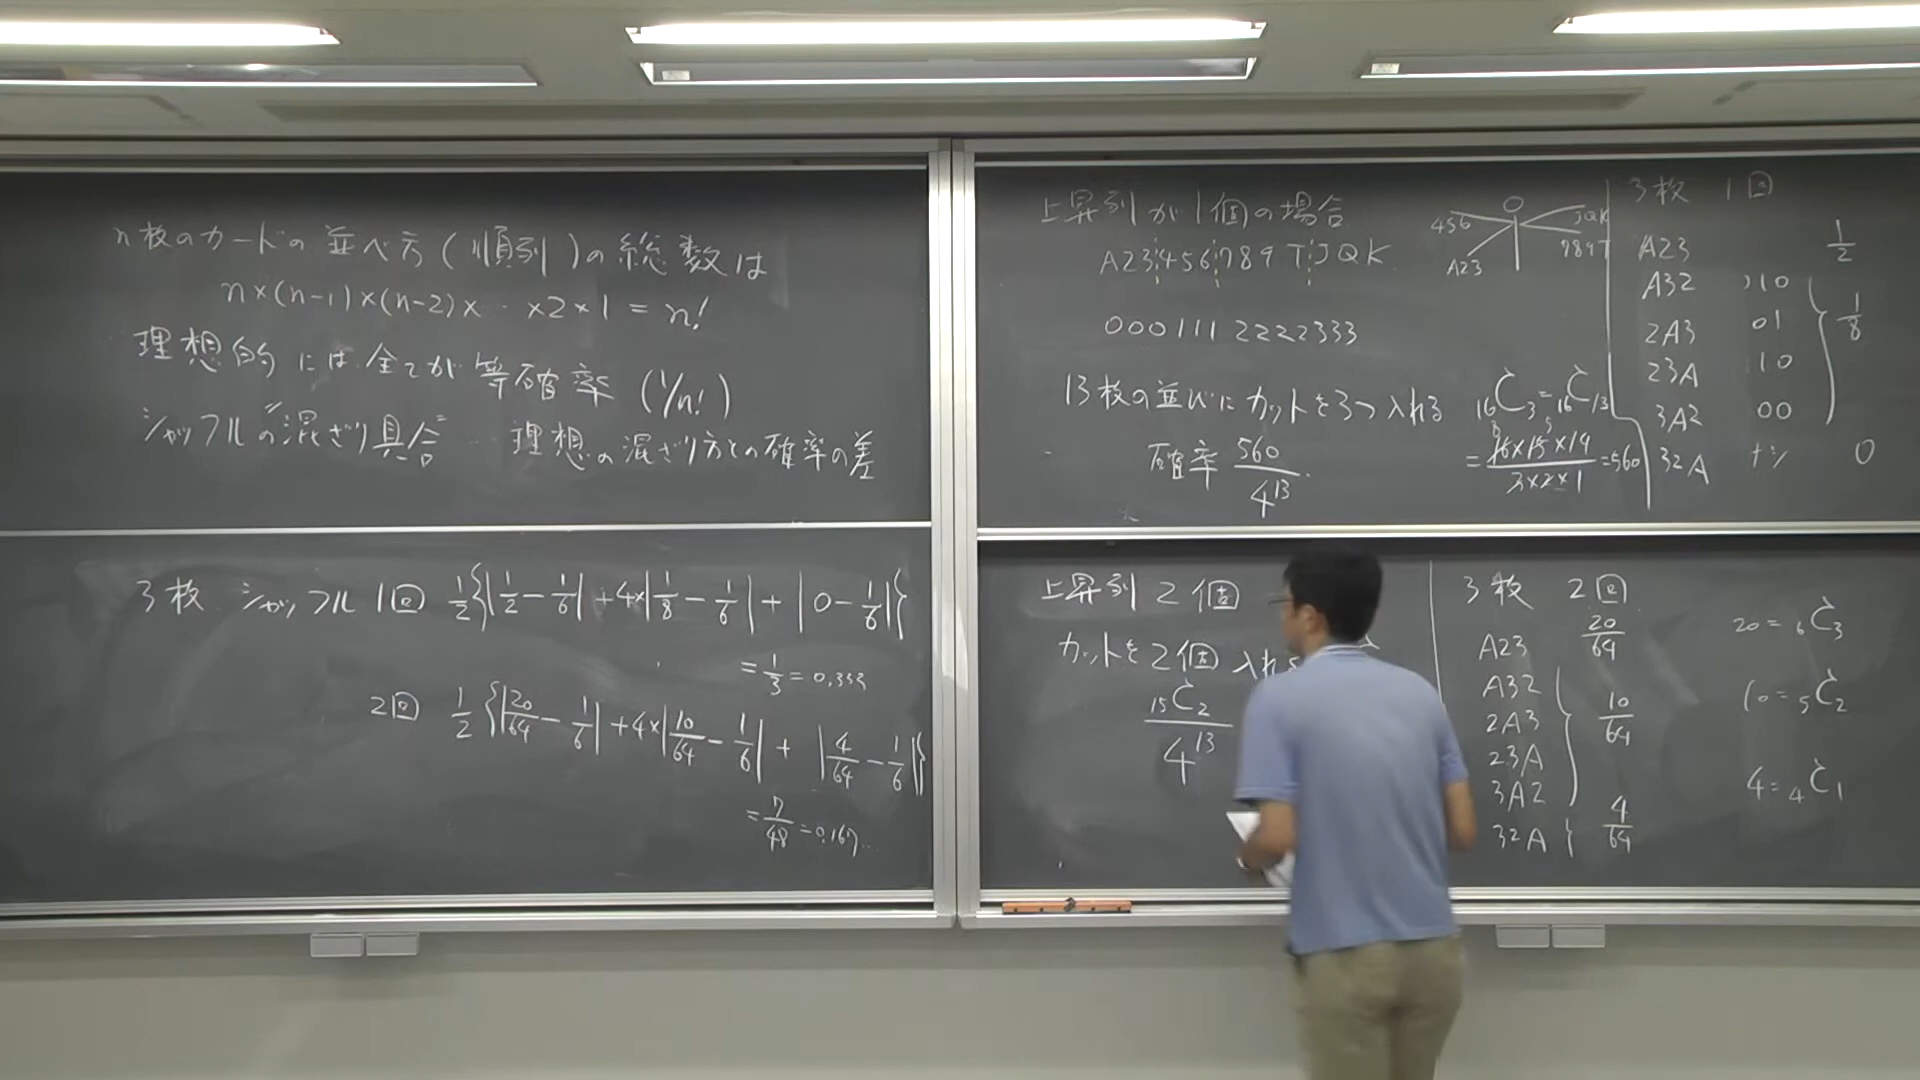 n枚のカードの並べ方(順列)の総数は
n×(n-1)×(n-2)× … ×2×1 = n!
理想的には全てが等確率 (1/n!)
シャッフルの"混ざり具合" … 理想の混ざり方との確率の差
3枚 シャッフル 1回 1/2{|1/2 - 1/6| + 4×|1/8 - 1/6| + |0 - 1/6|}
= 1/3 = 0.333
2回 1/2{|20/64 - 1/6| + 4×|10/64 - 1/6| + |4/64 - 1/6|}
= 7/48 = 0.167..
上昇列が1個の場合
A23456789TJQK
0001112222333
13枚の並びにカットを3つ入れる
確率 560/4^13
456
A23
JQK
789T
16C3 = 16C13
= 16×15×14/3×2×1 = 560
8
5
3枚 1回
A23 1/2
A32 10
2A3 01
23A 10
3A2 00
1/8
32A ナシ 0
上昇列 2個
カットを2個入れ
15C2/4^13
3枚 2回
A23 20/64 20 = 6C3
A32
2A3 10/64 10 = 5C2
23A
3A2
32A 4/64 4 = 4C1